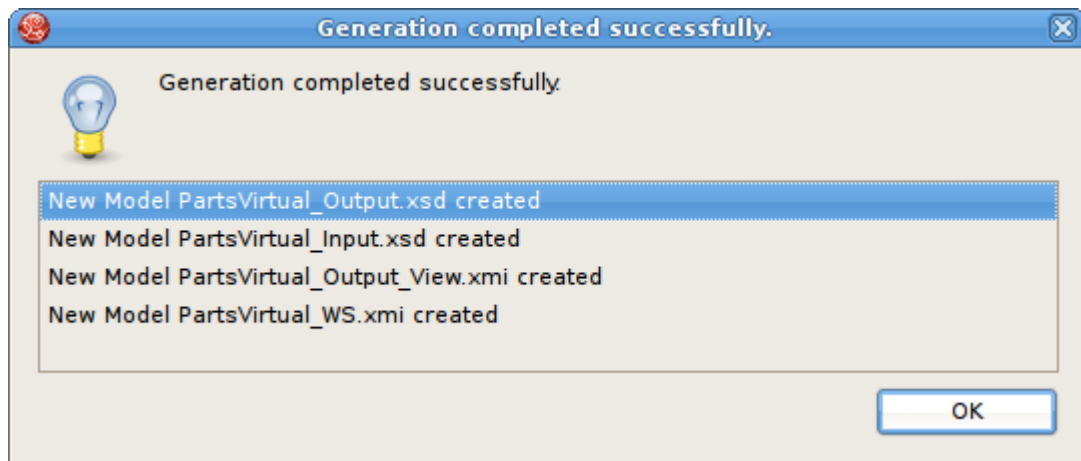 Generation completed successfully.
Generation completed successfully.
New Model PartsVirtual_Output.xsd created
New Model PartsVirtual_Input.xsd created
New Model PartsVirtual_Output_View.xmi created
New Model PartsVirtual_WS.xmi created
OK